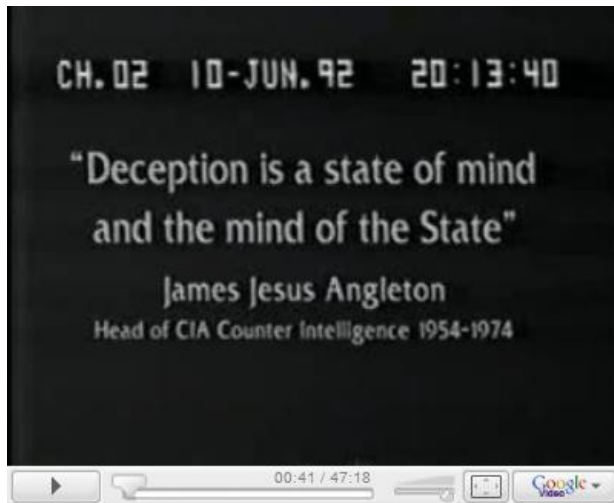 CH.02 10-JUN.92 20:13:40
“Deception is a state of mind
and the mind of the State”
James Jesus Angleton
Head of CIA Counter Intelligence 1954-1974
00:41 / 47:18
Google
Video